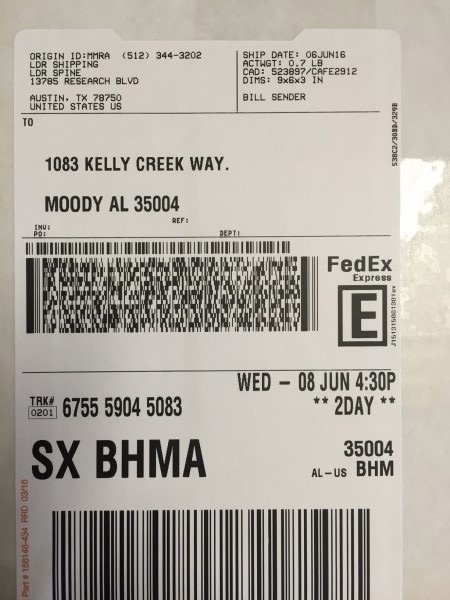 ORIGIN ID:MMRA (512) 344-3202
LDR SHIPPING
LDR SPINE
13785 RESEARCH BLVD
AUSTIN, TX 78750
UNITED STATES US
SHIP DATE: 06JUN16
ACTWGT: 0.7 LB
CAD: 523897/CAFE2912
DIMS: 9x6x3 IN
BILL SENDER
TO
1083 KELLY CREEK WAY.
MOODY AL 35004
REF:
INV:
PO:
DEPT:
538C2/30BD/329B
FedEx
Express
E
WED – 08 JUN 4:30P
** 2DAY **
TRK#
0201
6755 5904 5083
SX BHMA
35004
AL-US BHM
Part # 156148-434 RRD 03/16